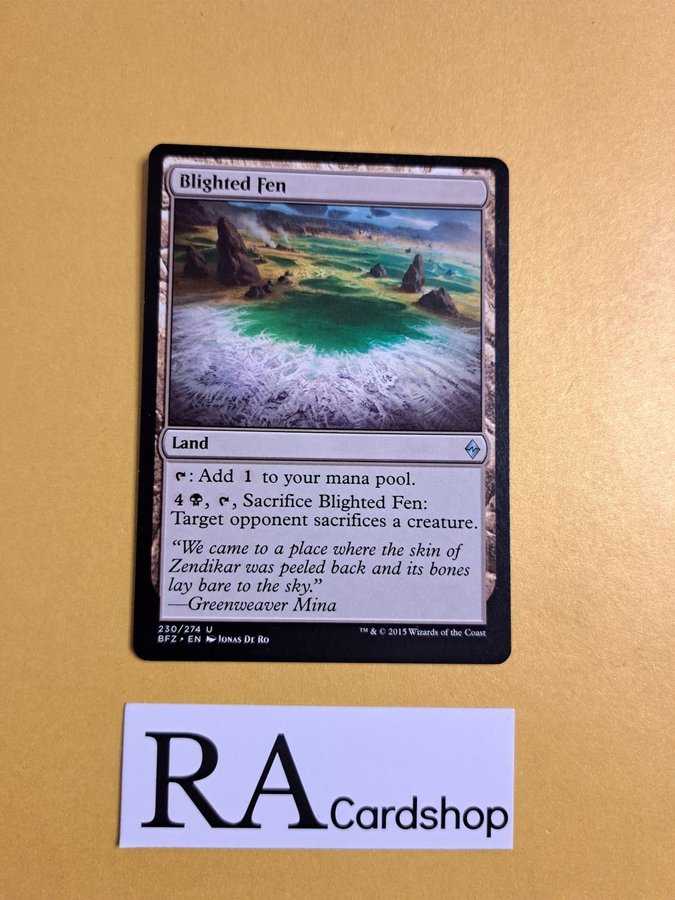 Blighted Fen
Land
: Add 1 to your mana pool.
4 , , Sacrifice Blighted Fen:
Target opponent sacrifices a creature.
“We came to a place where the skin of
Zendikar was peeled back and its bones
lay bare to the sky.”
—Greenweaver Mina
230/274 U
BFZ • EN Jonas De Ro
™ & © 2015 Wizards of the Coast
RA Cardshop